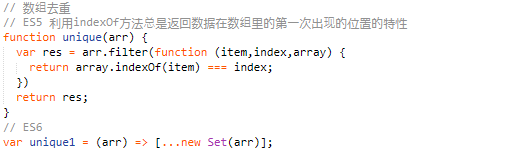 // 数组去重
// ES5 利用indexOf方法总是返回数据在数组里的第一次出现的位置的特性
function unique(arr) {
  var res = arr.filter(function (item,index,array) {
    return array.indexOf(item) === index;
  })
  return res;
}
// ES6
var unique1 = (arr) => [...new Set(arr)];